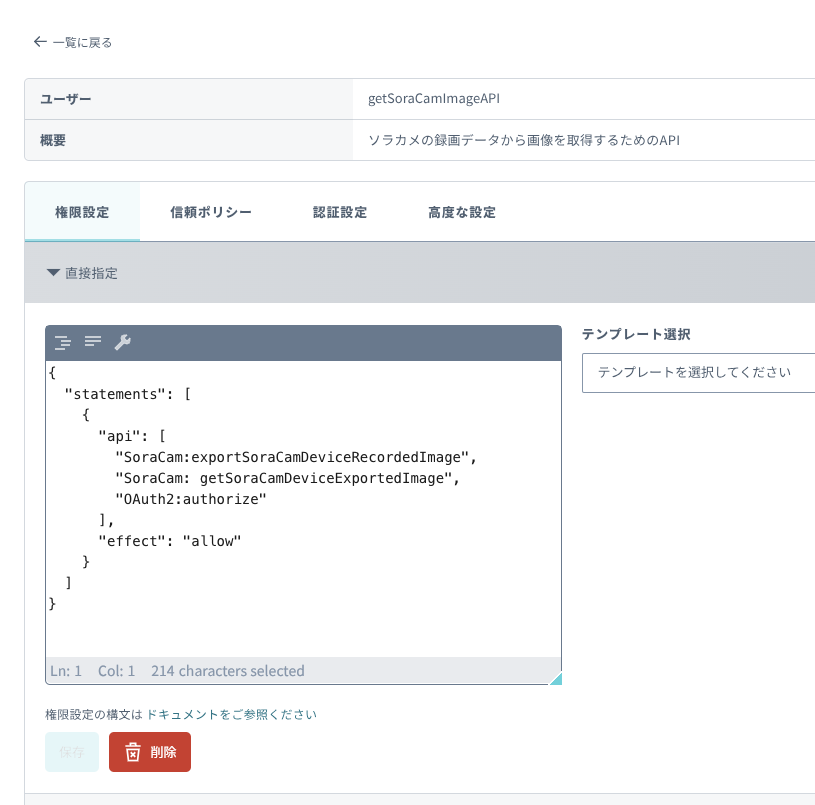 ← 一覧に戻る
ユーザー getSoraCamImageAPI
概要 ソラカメの録画データから画像を取得するためのAPI
権限設定 信頼ポリシー 認証設定 高度な設定
▼ 直接指定
テンプレート選択
テンプレートを選択してください
{
  "statements": [
    {
      "api": [
        "SoraCam:exportSoraCamDeviceRecordedImage",
        "SoraCam: getSoraCamDeviceExportedImage",
        "OAuth2:authorize"
      ],
      "effect": "allow"
    }
  ]
}
Ln: 1 Col: 1 214 characters selected
権限設定の構文は ドキュメントをご参照ください
保存 削除